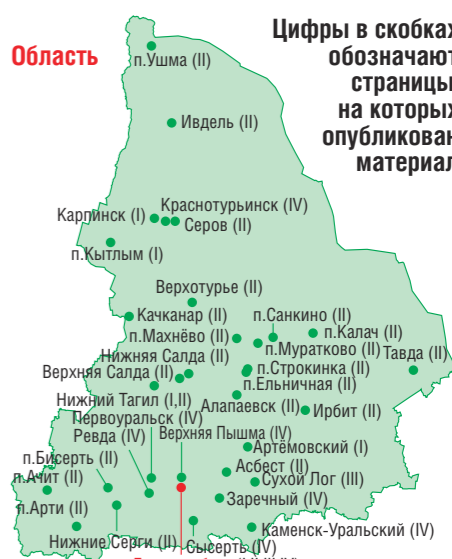 Область
Цифры в скобках
обозначают
страницы
на которых
опубликован
материал
п.Ушма (II)
Ивдель (II)
Краснотурьинск (IV)
Карпинск (I)
Серов (II)
п.Кытлым (I)
Верхотурье (II)
Качканар (II)
п.Санкино (II)
п.Махнёво (II)
п.Калач (II)
п.Муратково (II)
Нижняя Салда (II)
Тавда (II)
Верхняя Салда (II)
п.Строкинка (II)
п.Ельничная (II)
Нижний Тагил (I,II)
Алапаевск (II)
Ирбит (II)
Первоуральск (IV)
Ревда (IV)
Верхняя Пышма (IV)
Артёмовский (I)
п.Бисерть (II)
Асбест (II)
п.Ачит (II)
Сухой Лог (III)
п.Арти (II)
Заречный (IV)
Каменск-Уральский (IV)
Нижние Серги (II)
Сысерть (IV)